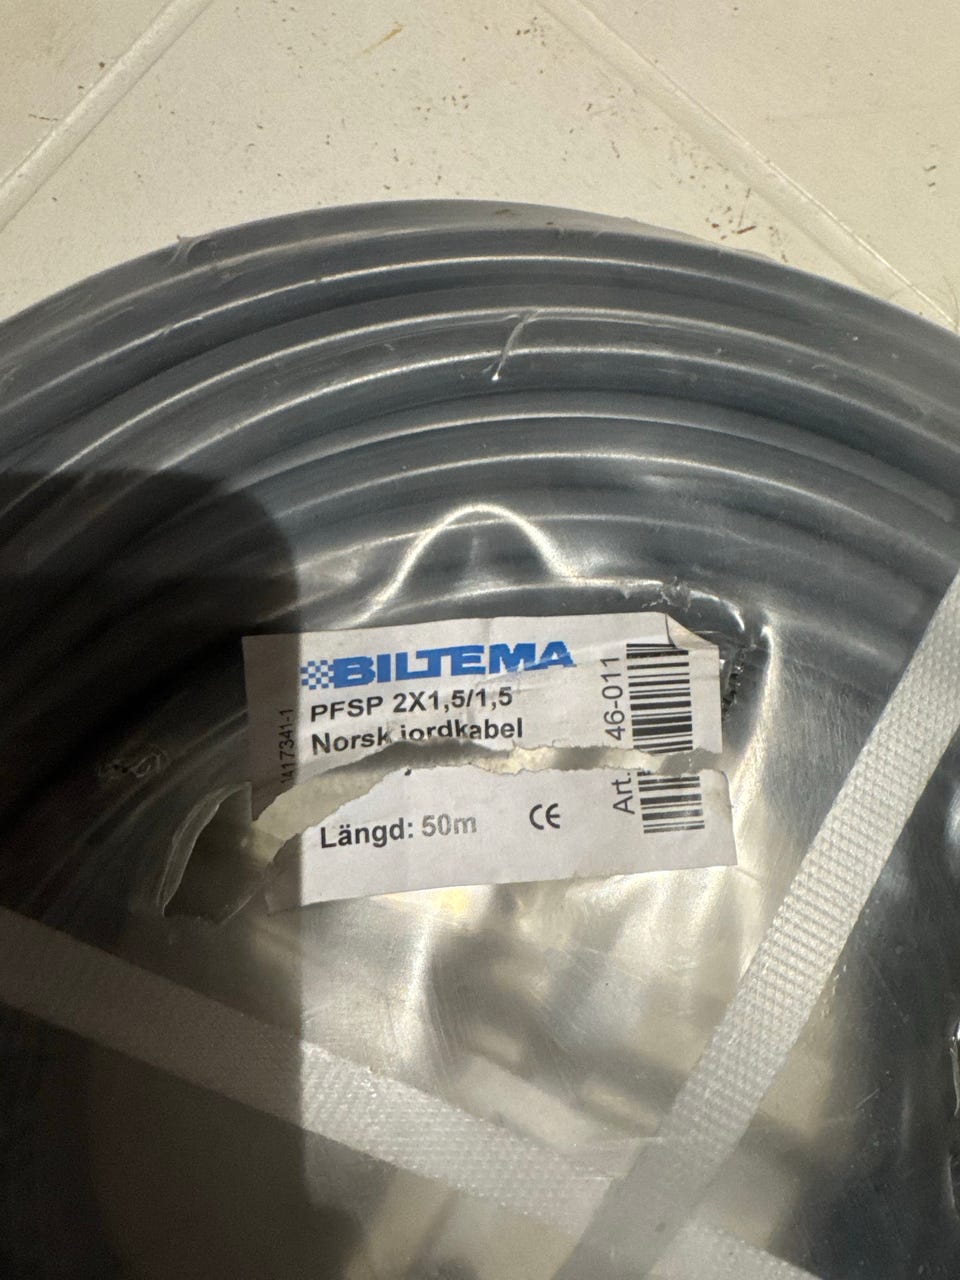 BILTEMA
PFSP 2X1,5/1,5
Norsk jordkabel
Längd: 50m
CE
Art. 46-011